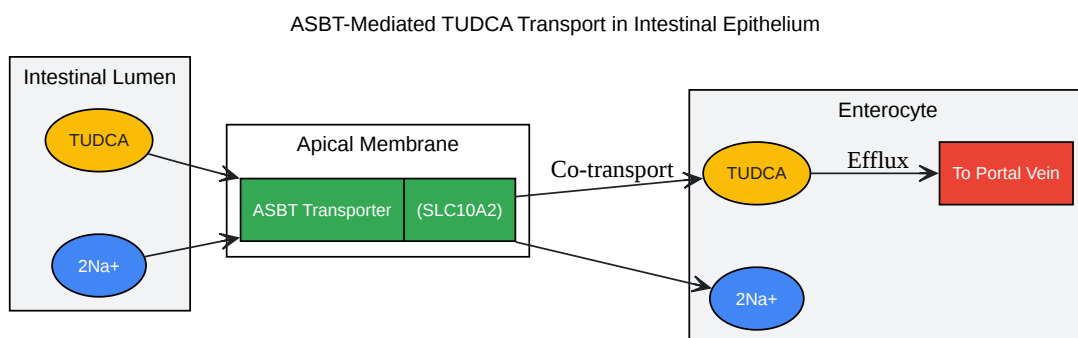 ASBT-Mediated TUDCA Transport in Intestinal Epithelium
Intestinal Lumen
TUDCA
2Na+
Apical Membrane
ASBT Transporter
(SLC10A2)
Co-transport
Enterocyte
TUDCA
Efflux
To Portal Vein
2Na+